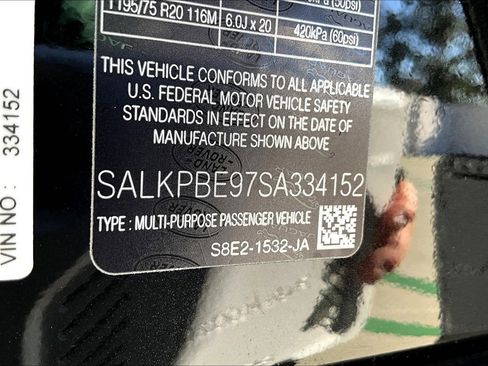 T195/75 R20 116M 6.0J x 20 420kPa (60psi)
THIS VEHICLE CONFORMS TO ALL APPLICABLE
U.S. FEDERAL MOTOR VEHICLE SAFETY
STANDARDS IN EFFECT ON THE DATE OF
MANUFACTURE SHOWN ABOVE
SALKPBE97SA334152
TYPE : MULTI-PURPOSE PASSENGER VEHICLE
S8E2-1532-JA
VIN NO : 334152